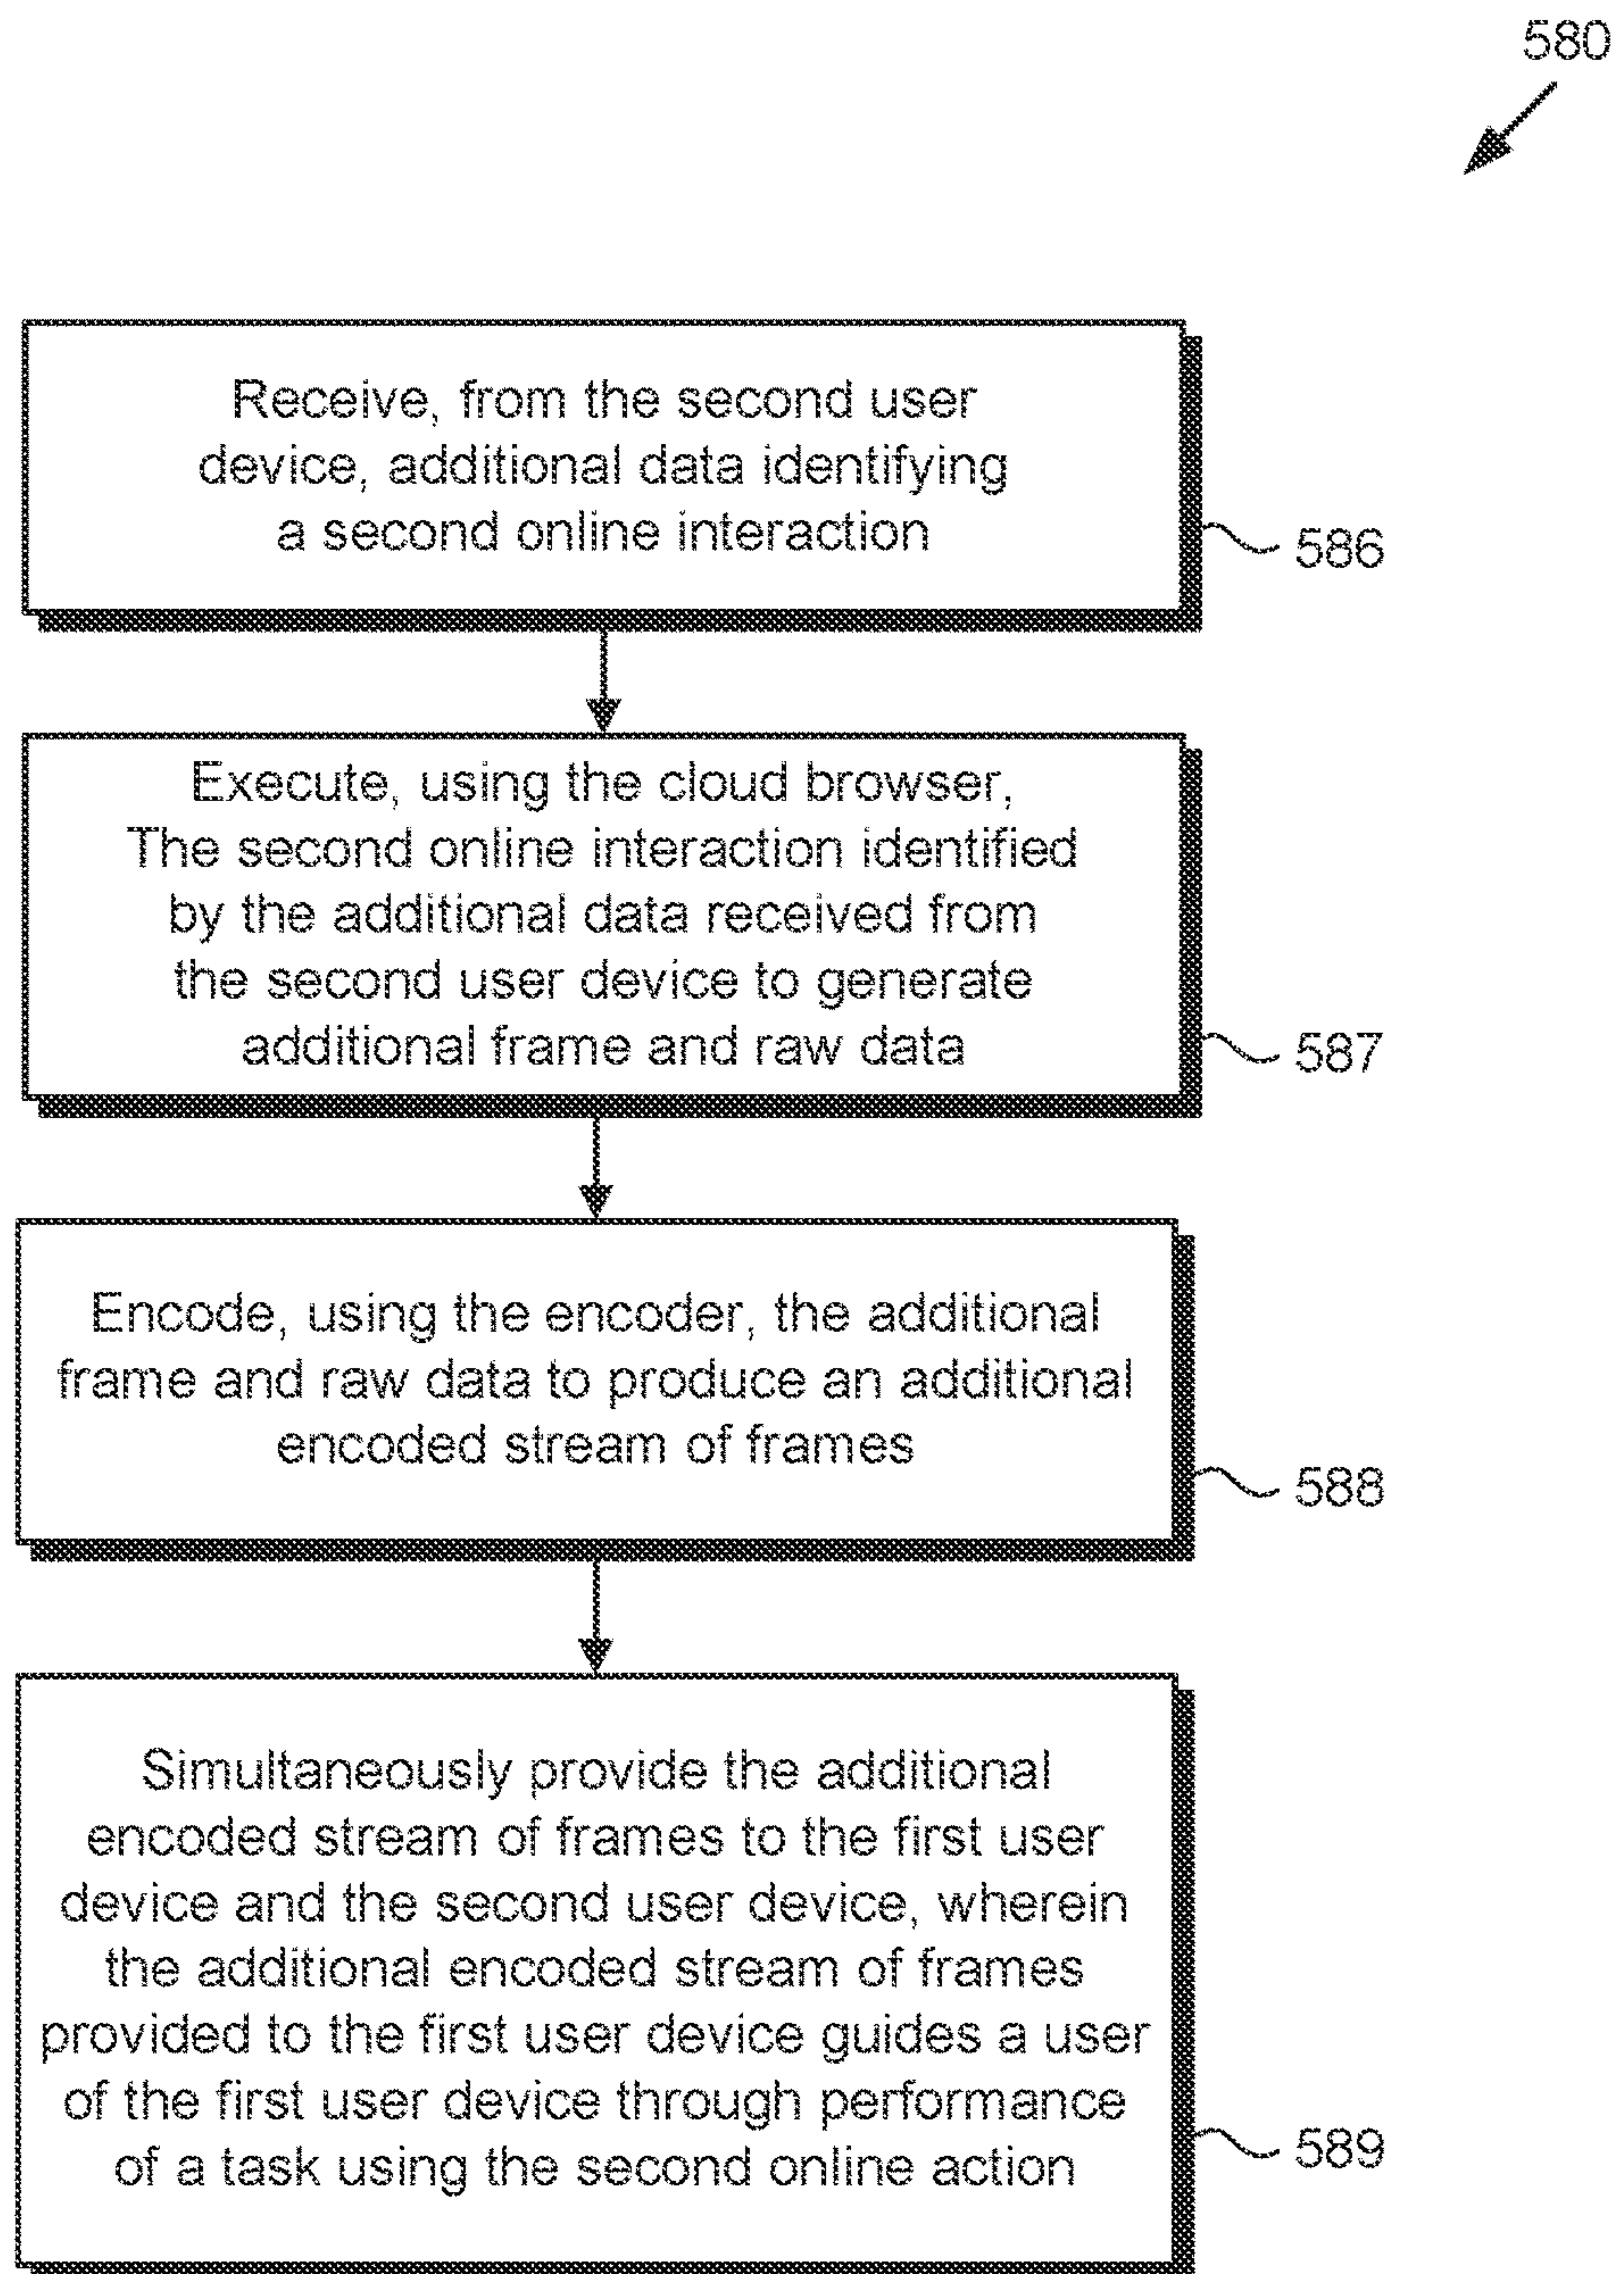 580
Receive, from the second user
device, additional data identifying
a second online interaction
586
Execute, using the cloud browser,
The second online interaction identified
by the additional data received from
the second user device to generate
additional frame and raw data
587
Encode, using the encoder, the additional
frame and raw data to produce an additional
encoded stream of frames
588
Simultaneously provide the additional
encoded stream of frames to the first user
device and the second user device, wherein
the additional encoded stream of frames
provided to the first user device guides a user
of the first user device through performance
of a task using the second online action
589